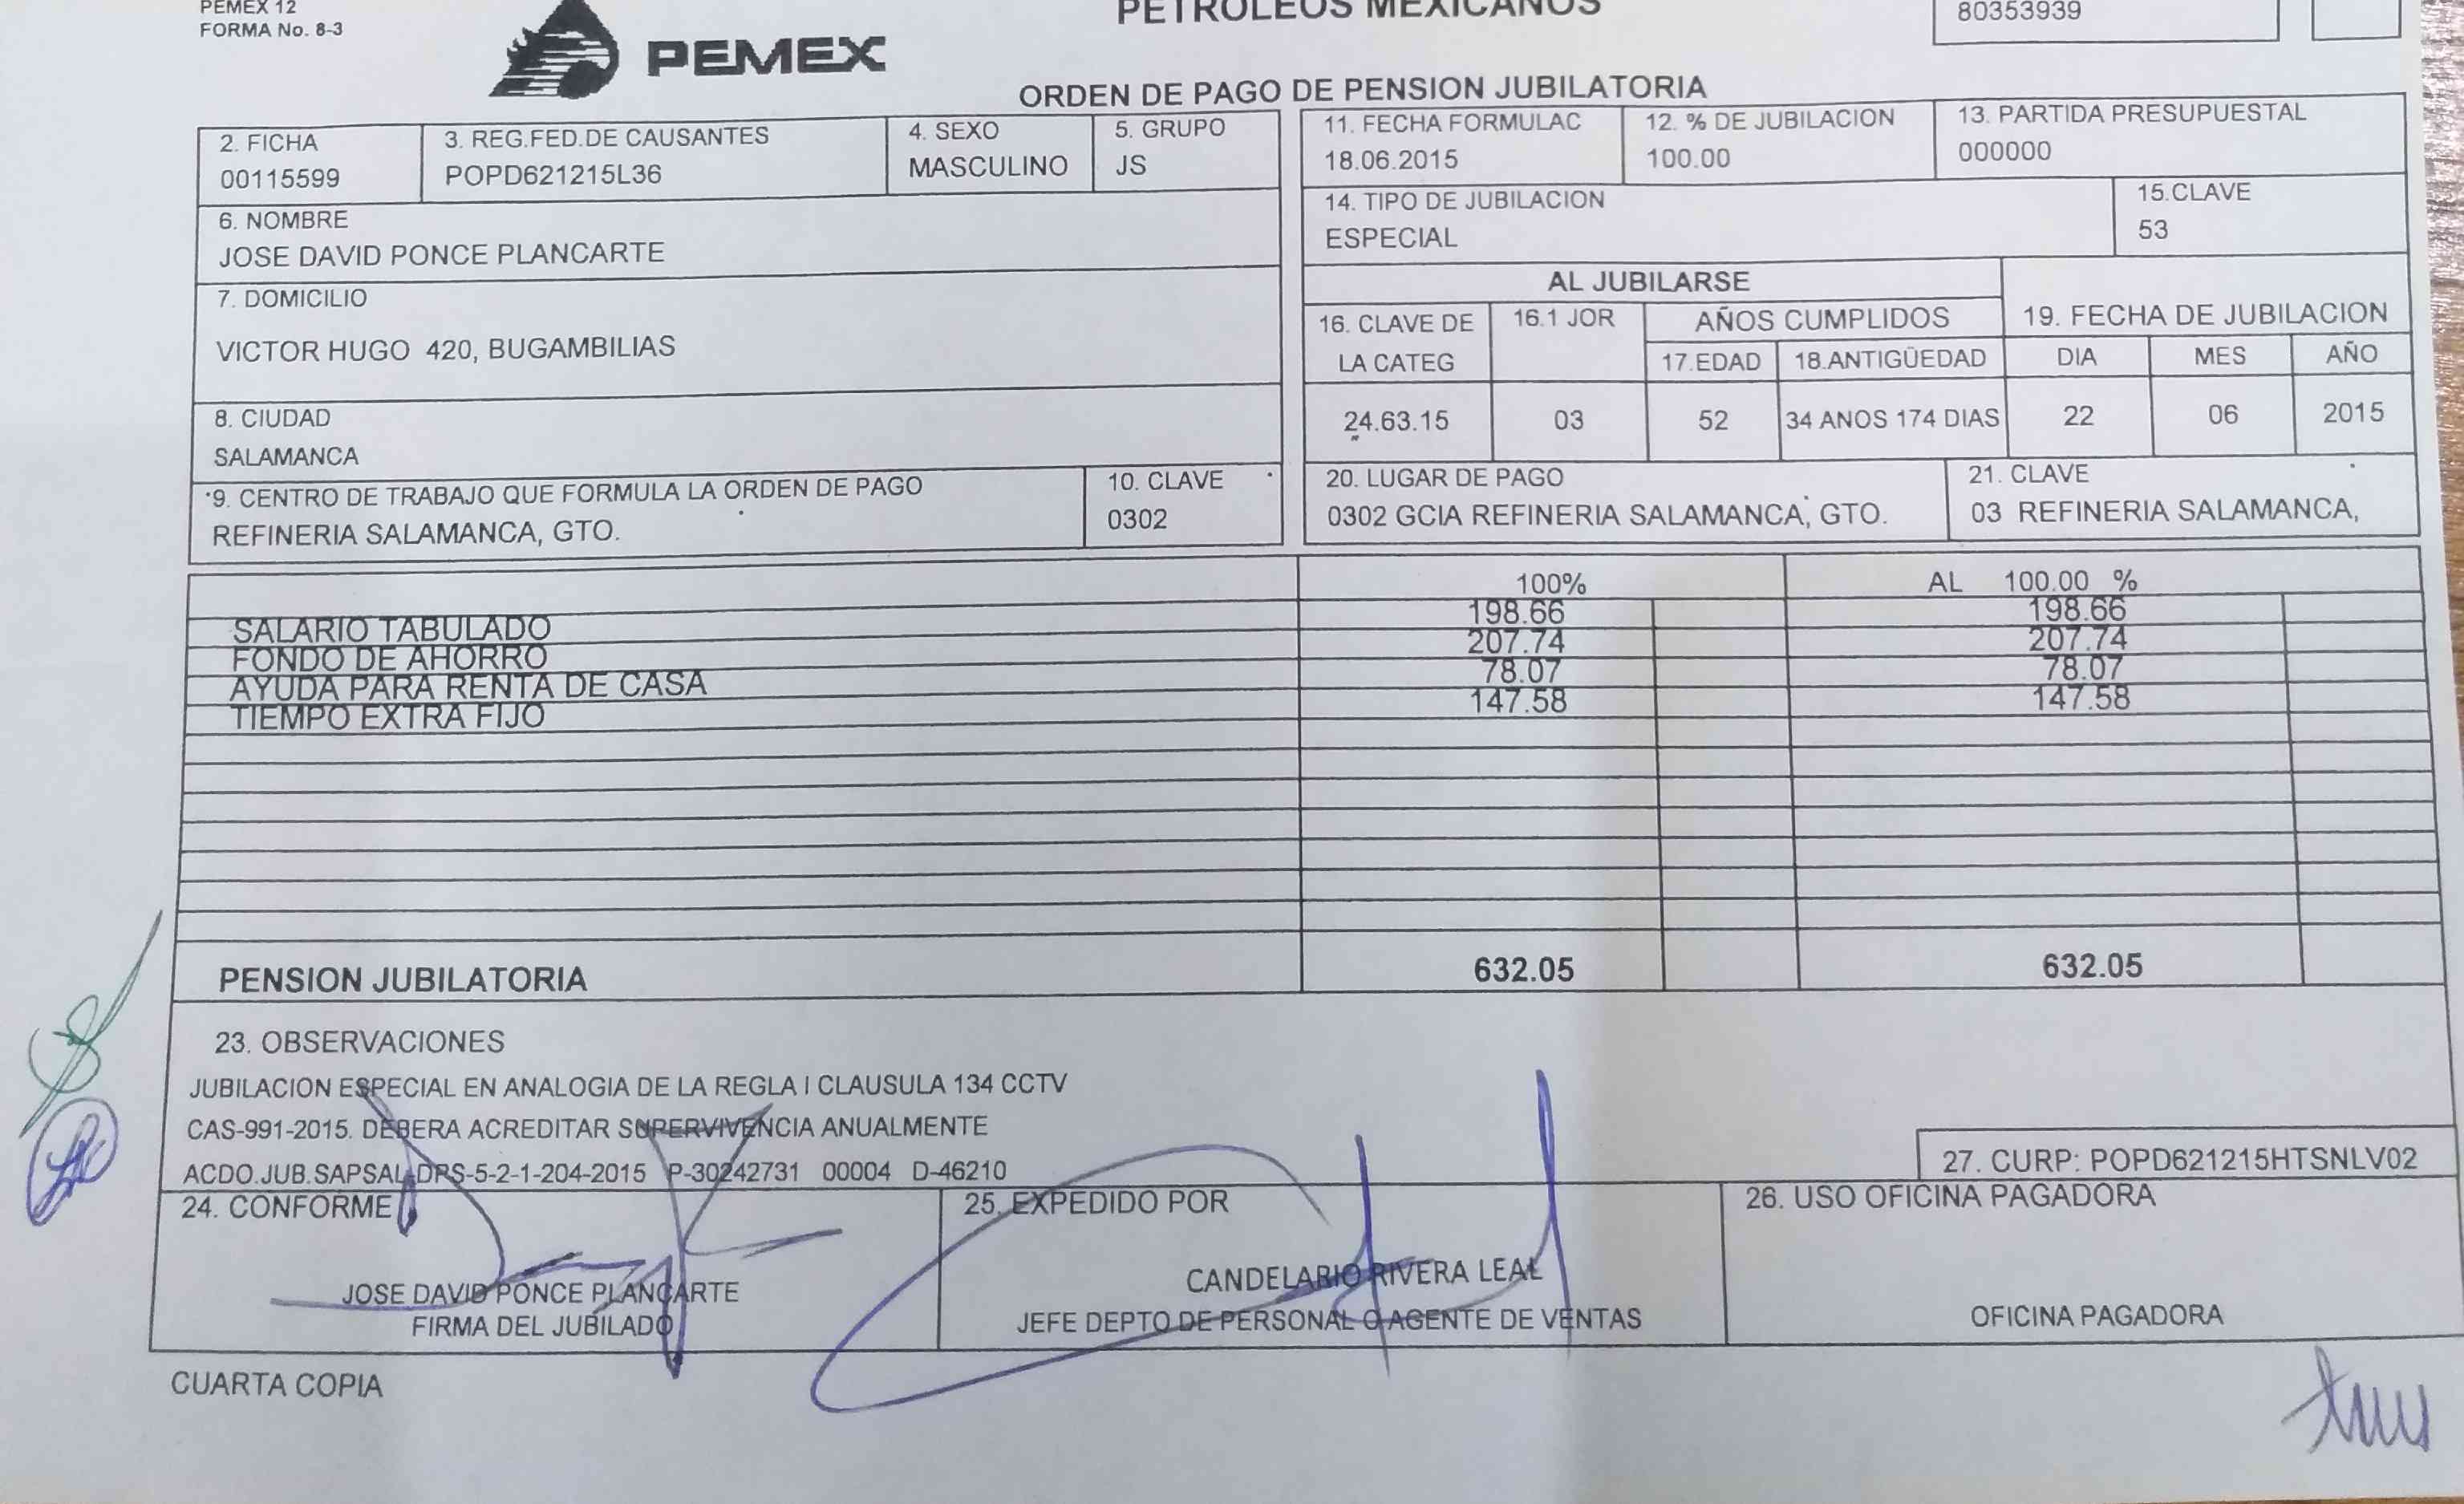 PEMEX 12
FORMA No. 8-3
PEMEX
PETROLEOS MEXICANOS
80353939
ORDEN DE PAGO DE PENSION JUBILATORIA
2. FICHA
00115599
3. REG.FED.DE CAUSANTES
POPD621215L36
4. SEXO
MASCULINO
5. GRUPO
JS
6. NOMBRE
JOSE DAVID PONCE PLANCARTE
7. DOMICILIO
VICTOR HUGO 420, BUGAMBILIAS
8. CIUDAD
SALAMANCA
9. CENTRO DE TRABAJO QUE FORMULA LA ORDEN DE PAGO
REFINERIA SALAMANCA, GTO.
10. CLAVE
0302
11. FECHA FORMULAC
18.06.2015
12. % DE JUBILACION
100.00
13. PARTIDA PRESUPUESTAL
000000
14. TIPO DE JUBILACION
ESPECIAL
15.CLAVE
53
AL JUBILARSE
16. CLAVE DE
LA CATEG
16.1 JOR
AÑOS CUMPLIDOS
17.EDAD
18.ANTIGÜEDAD
19. FECHA DE JUBILACION
DIA MES AÑO
24.63.15 03 52 34 ANOS 174 DIAS 22 06 2015
20. LUGAR DE PAGO
0302 GCIA REFINERIA SALAMANCA, GTO.
21. CLAVE
03 REFINERIA SALAMANCA,
100% AL 100.00 %
SALARIO TABULADO 198.66 198.66
FONDO DE AHORRO 207.74 207.74
AYUDA PARA RENTA DE CASA 78.07 78.07
TIEMPO EXTRA FIJO 147.58 147.58
PENSION JUBILATORIA 632.05 632.05
23. OBSERVACIONES
JUBILACION ESPECIAL EN ANALOGIA DE LA REGLA I CLAUSULA 134 CCTV
CAS-991-2015. DEBERA ACREDITAR SUPERVIVENCIA ANUALMENTE
ACDO.JUB.SAPSAL-DRS-5-2-1-204-2015 P-30242731 00004 D-46210
27. CURP: POPD621215HTSNLV02
24. CONFORME
JOSE DAVID PONCE PLANCARTE
FIRMA DEL JUBILADO
25. EXPEDIDO POR
CANDELARIO RIVERA LEAL
JEFE DEPTO DE PERSONAL O AGENTE DE VENTAS
26. USO OFICINA PAGADORA
OFICINA PAGADORA
CUARTA COPIA